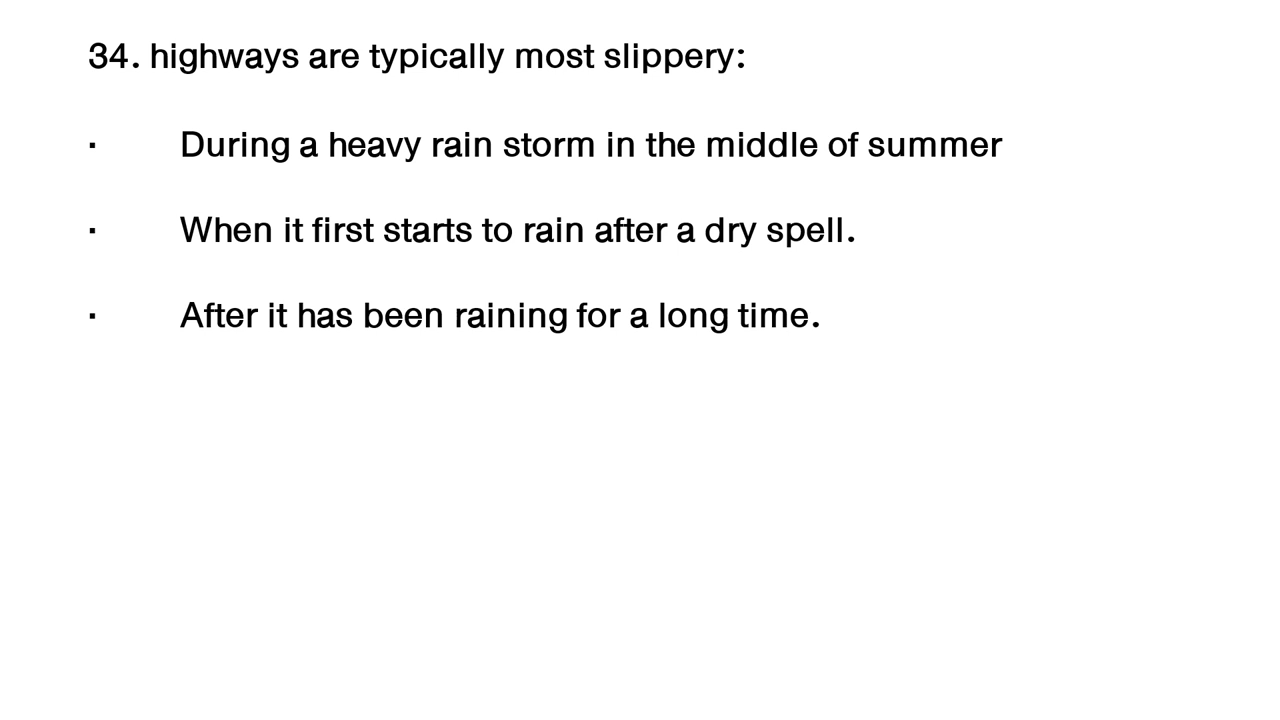 34. highways are typically most slippery:
· During a heavy rain storm in the middle of summer
· When it first starts to rain after a dry spell.
· After it has been raining for a long time.